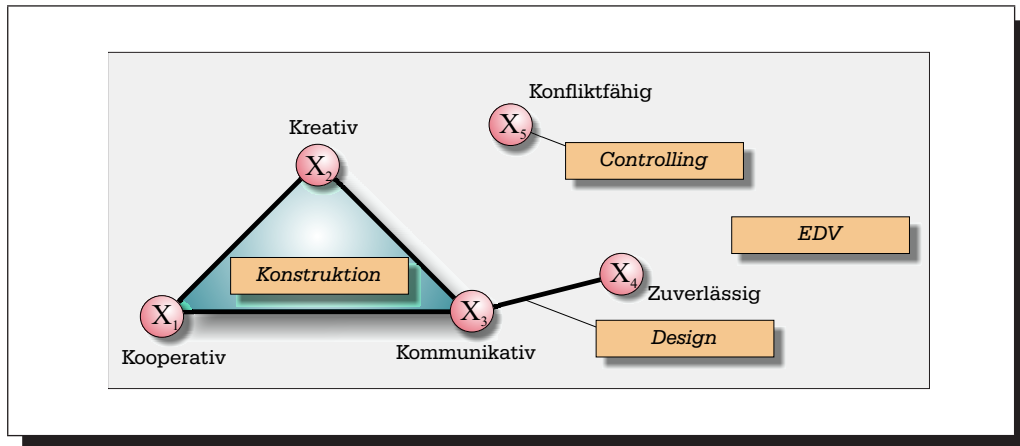 Konfliktfähig
X5
Kreativ
Controlling
X2
EDV
Konstruktion
X4
Zuverlässig
X1
X3
Design
Kommunikativ
Kooperativ